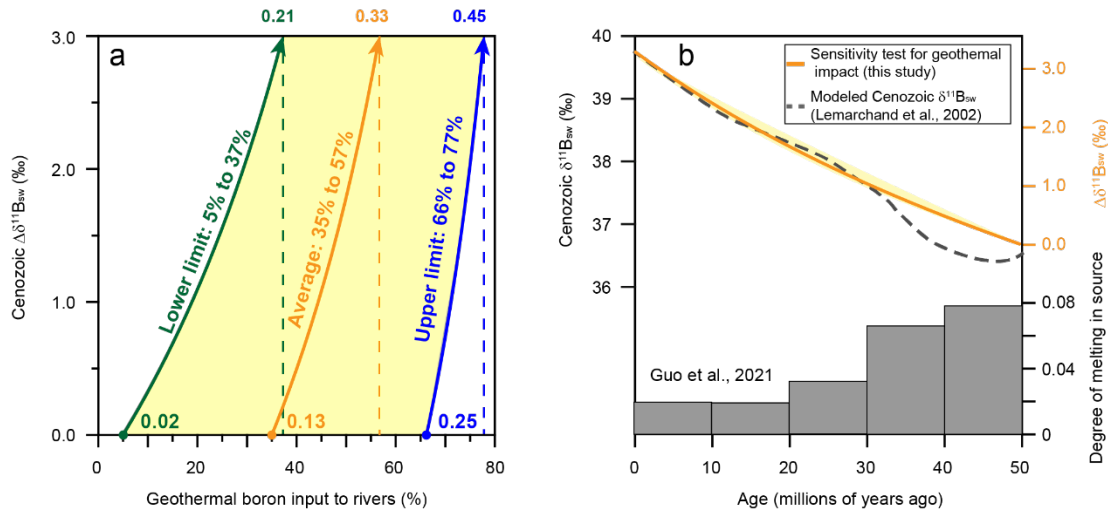 0.21
0.33
0.45
a
3.0
2.0
1.0
0.0
Cenozoic Δδ¹¹Bsw (‰)
Lower limit: 5% to 37%
Average: 35% to 57%
Upper limit: 66% to 77%
0.02
0.13
0.25
0
20
40
60
80
Geothermal boron input to rivers (%)
b
40
39
38
37
36
Cenozoic δ¹¹Bsw (‰)
Sensitivity test for geothemal
impact (this study)
Modeled Cenozoic δ¹¹Bsw
(Lemarchand et al., 2002)
3.0
2.0
1.0
0.0
Δδ¹¹Bsw (‰)
0.08
0.04
0
Degree of melting in source
Guo et al., 2021
0
10
20
30
40
50
Age (millions of years ago)